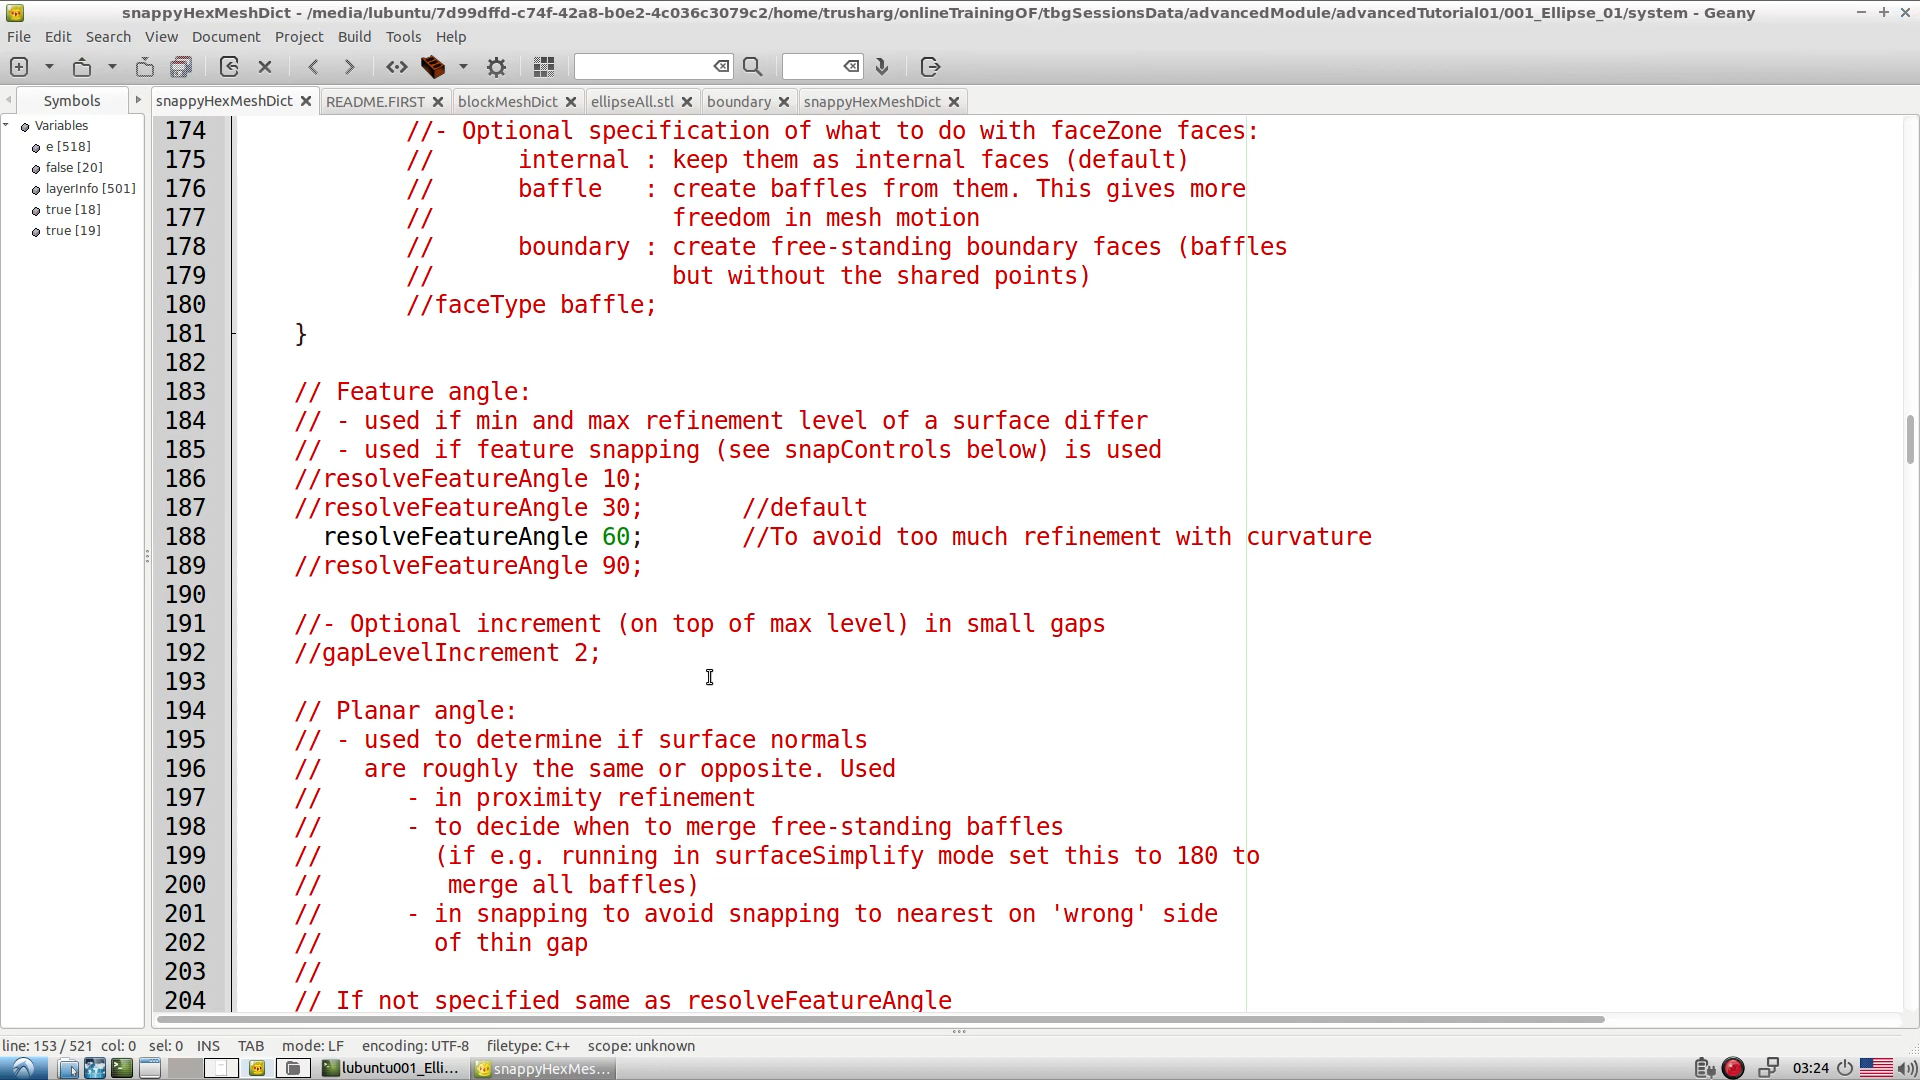 snappyHexMeshDict - /media/lubuntu/7d99dffd-c74f-42a8-b0e2-4c036c3079c2/home/trusharg/onlineTrainingOF/tbgSessionsData/advancedModule/advancedTutorial01/001_Ellipse_01/system - Geany
File Edit Search View Document Project Build Tools Help
Symbols snappyHexMeshDict README.FIRST blockMeshDict ellipseAll.stl boundary snappyHexMeshDict
Variables
e [518]
false [20]
layerInfo [501]
true [18]
true [19]
174 //- Optional specification of what to do with faceZone faces:
175 // internal : keep them as internal faces (default)
176 // baffle : create baffles from them. This gives more
177 // freedom in mesh motion
178 // boundary : create free-standing boundary faces (baffles
179 // but without the shared points)
180 //faceType baffle;
181 }
182
183 // Feature angle:
184 // - used if min and max refinement level of a surface differ
185 // - used if feature snapping (see snapControls below) is used
186 //resolveFeatureAngle 10;
187 //resolveFeatureAngle 30; //default
188 resolveFeatureAngle 60; //To avoid too much refinement with curvature
189 //resolveFeatureAngle 90;
190
191 //- Optional increment (on top of max level) in small gaps
192 //gapLevelIncrement 2;
193
194 // Planar angle:
195 // - used to determine if surface normals
196 // are roughly the same or opposite. Used
197 // - in proximity refinement
198 // - to decide when to merge free-standing baffles
199 // (if e.g. running in surfaceSimplify mode set this to 180 to
200 // merge all baffles)
201 // - in snapping to avoid snapping to nearest on 'wrong' side
202 // of thin gap
203 //
204 // If not specified same as resolveFeatureAngle
line: 153 / 521 col: 0 sel: 0 INS TAB mode: LF encoding: UTF-8 filetype: C++ scope: unknown
lubuntu001_Elli... snappyHexMes... 03:24